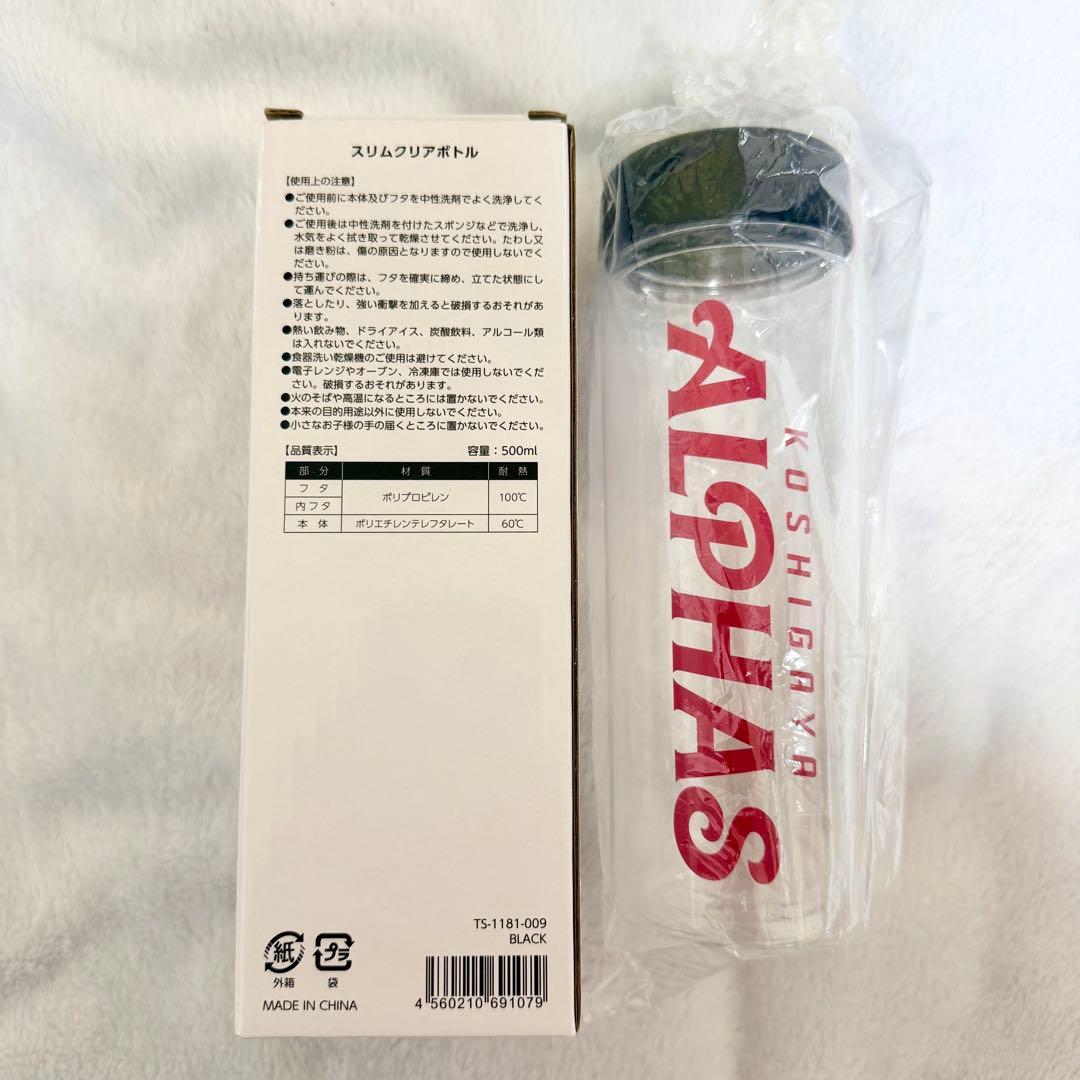 スリムクリアボトル
【使用上の注意】
●ご使用前に本体及びフタを中性洗剤でよく洗浄してく
ださい。
●ご使用後は中性洗剤を付けたスポンジなどで洗浄し、
水気をよく拭き取って乾燥させてください。たわし又
は磨き粉は、傷の原因となりますので使用しないでく
ださい。
●持ち運びの際は、フタを確実に締め、立てた状態にし
て運んでください。
●落としたり、強い衝撃を加えると破損するおそれがあ
ります。
●熱い飲み物、ドライアイス、炭酸飲料、アルコール類
は入れないでください。
●食器洗い乾燥機のご使用は避けてください。
●電子レンジやオーブン、冷凍庫では使用しないでくだ
さい。破損するおそれがあります。
●火のそばや高温になるところには置かないでください。
●本来の目的用途以外に使用しないでください。
●小さなお子様の手の届くところに置かないでください。
【品質表示】 容量：500ml
部分 材質 耐熱
フタ ポリプロピレン 100℃
内フタ
本体 ポリエチレンテレフタレート 60℃
TS-1181-009
BLACK
紙 プラ
外箱 袋
MADE IN CHINA
4 560210 691079
ALPHAS
KOSHIGAYA